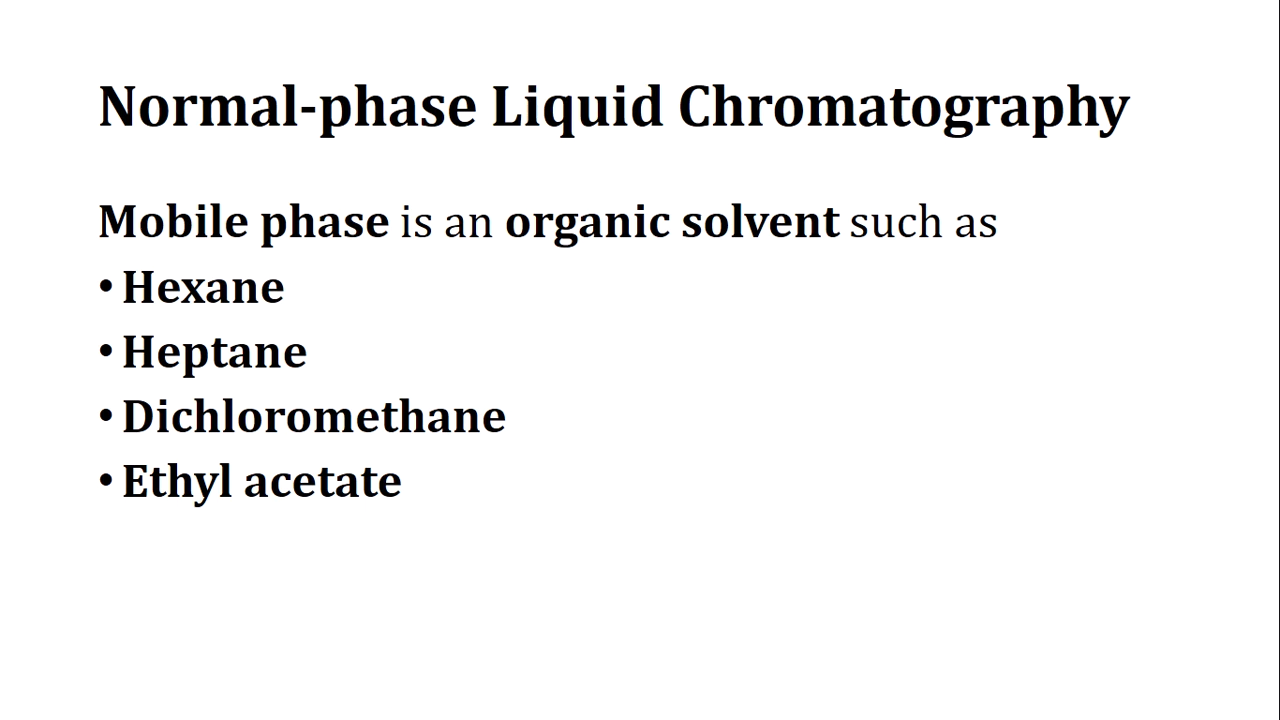 Normal-phase Liquid Chromatography
Mobile phase is an organic solvent such as
• Hexane
• Heptane
• Dichloromethane
• Ethyl acetate